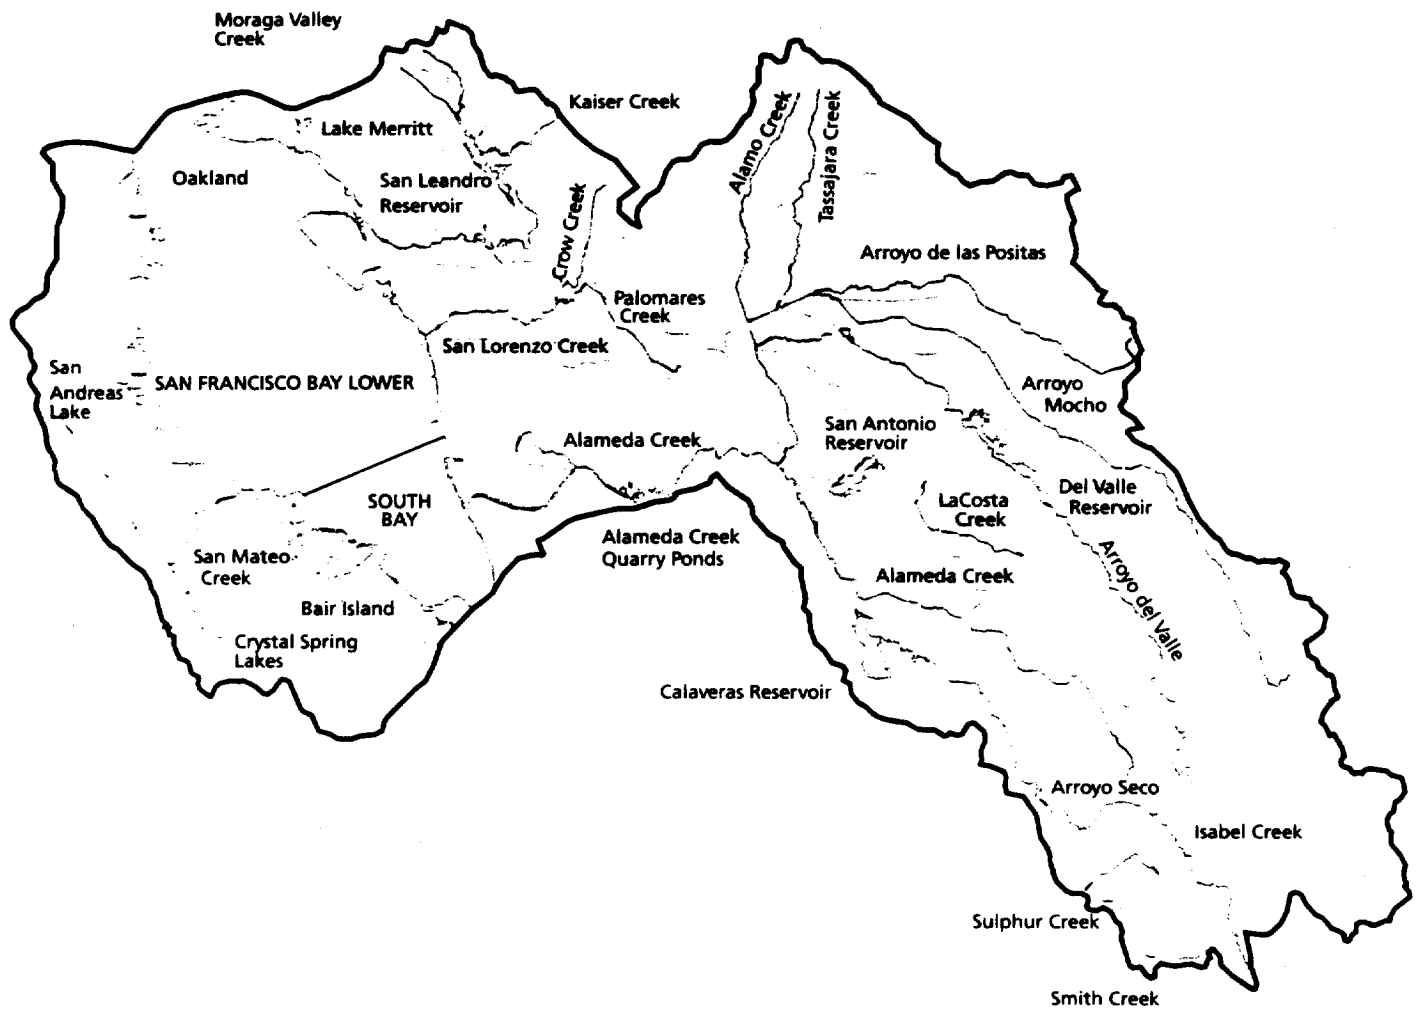 Moraga Valley
Creek
Kaiser Creek
Lake Merritt
Oakland
San Leandro
Reservoir
Crow Creek
Alamo Creek
Tassajara Creek
Arroyo de las Positas
Palomares
Creek
San Lorenzo Creek
San
Andreas
Lake
SAN FRANCISCO BAY LOWER
Arroyo
Mocho
San Antonio
Reservoir
Alameda Creek
Del Valle
Reservoir
LaCosta
Creek
SOUTH
BAY
Alameda Creek
Quarry Ponds
San Mateo
Creek
Alameda Creek
Arroyo del Valle
Bair Island
Crystal Spring
Lakes
Calaveras Reservoir
Arroyo Seco
Isabel Creek
Sulphur Creek
Smith Creek